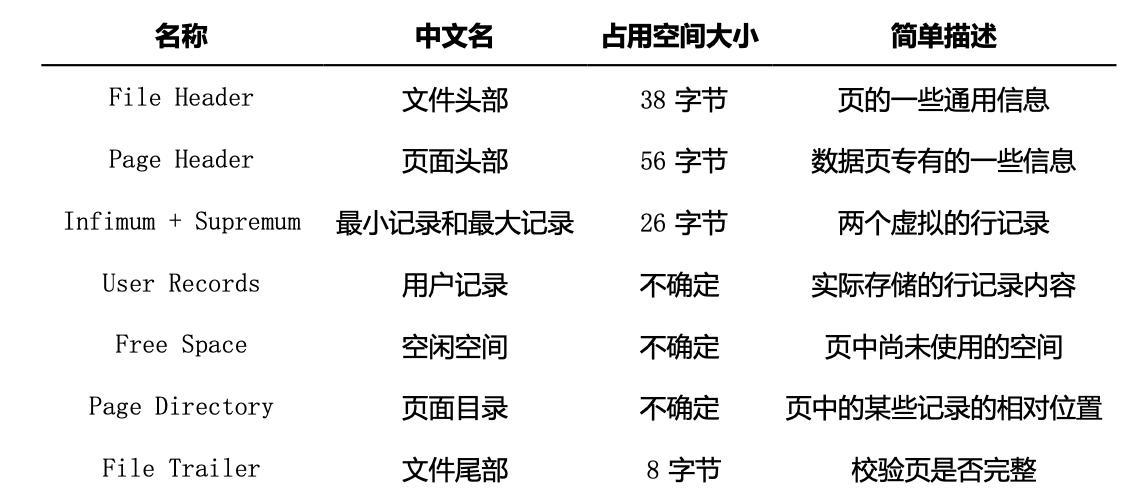 名称 中文名 占用空间大小 简单描述
File Header 文件头部 38 字节 页的一些通用信息
Page Header 页面头部 56 字节 数据页专有的一些信息
Infimum + Supremum 最小记录和最大记录 26 字节 两个虚拟的行记录
User Records 用户记录 不确定 实际存储的行记录内容
Free Space 空闲空间 不确定 页中尚未使用的空间
Page Directory 页面目录 不确定 页中的某些记录的相对位置
File Trailer 文件尾部 8 字节 校验页是否完整